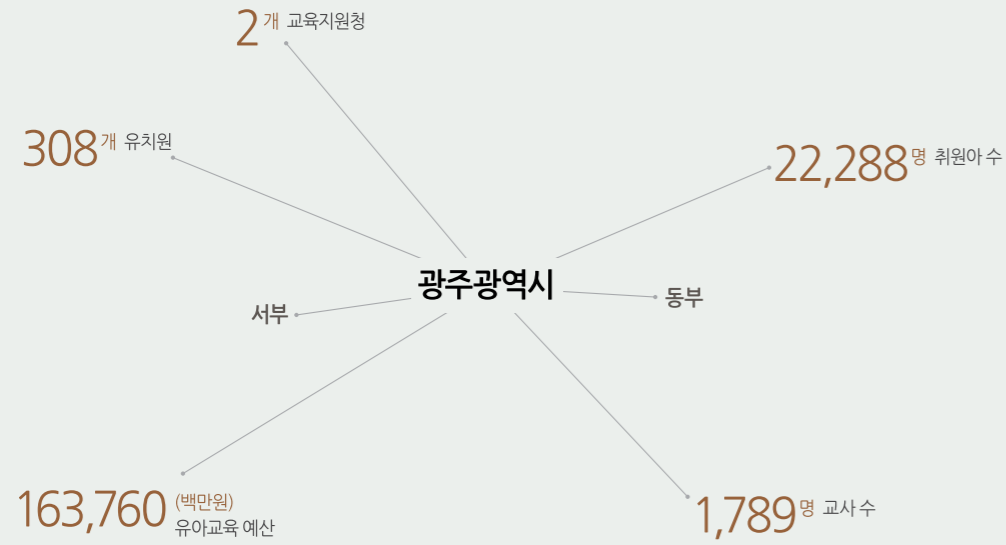 2개 교육지원청
308개 유치원
22,288명 취원아 수
광주광역시
서부
동부
163,760 (백만원)
유아교육 예산
1,789명 교사 수